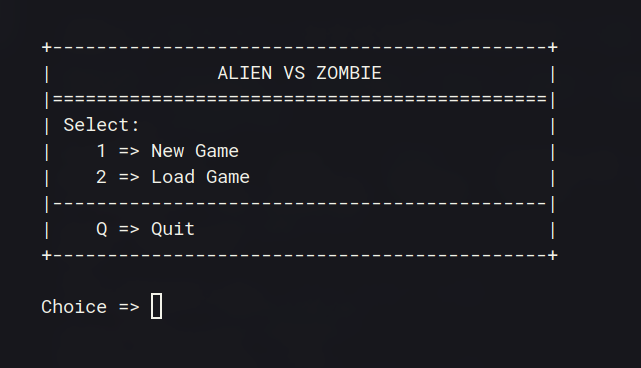 +---------------------------------------------+
|               ALIEN VS ZOMBIE               |
|=============================================|
| Select:                                     |
|    1 => New Game                            |
|    2 => Load Game                           |
|---------------------------------------------|
|    Q => Quit                                |
+---------------------------------------------+
Choice =>